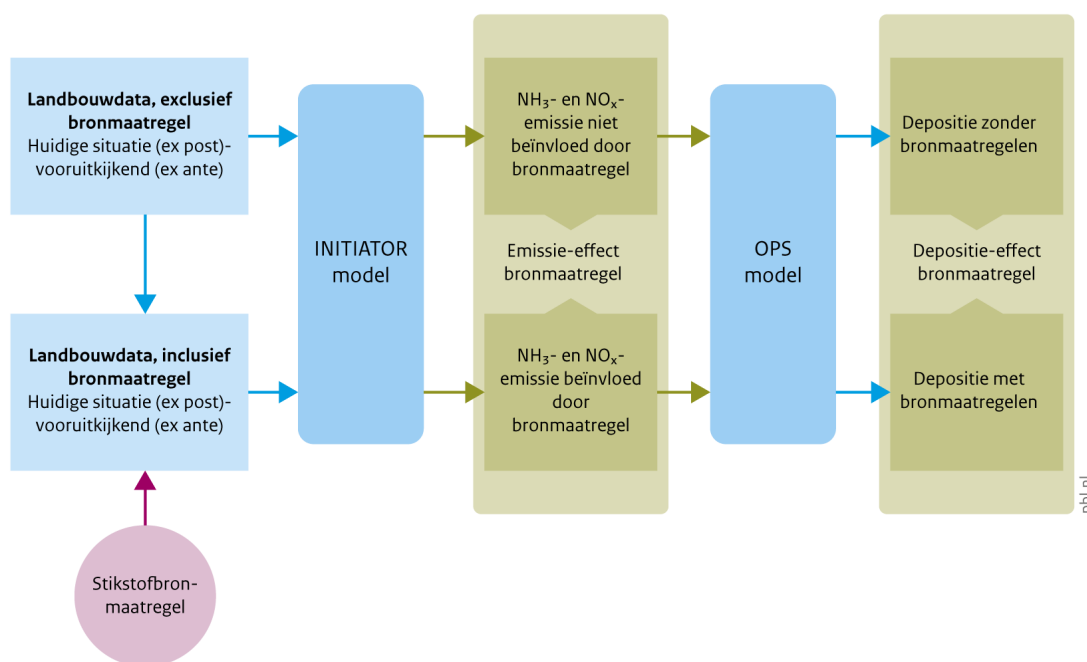 Landbouwdata, exclusief
bronmaatregel
Huidige situatie (ex post)-
vooruitkijkend (ex ante)
INITIATOR
model
NH₃- en NOₓ-
emissie niet
beïnvloed door
bronmaatregel
Emissie-effect
bronmaatregel
OPS
model
Depositie zonder
bronmaatregelen
Depositie-effect
bronmaatregel
Landbouwdata, inclusief
bronmaatregel
Huidige situatie (ex post)-
vooruitkijkend (ex ante)
NH₃- en NOₓ-
emissie beïnvloed
door
bronmaatregel
Depositie met
bronmaatregelen
Stikstofbron-
maatregel
pbl.nl